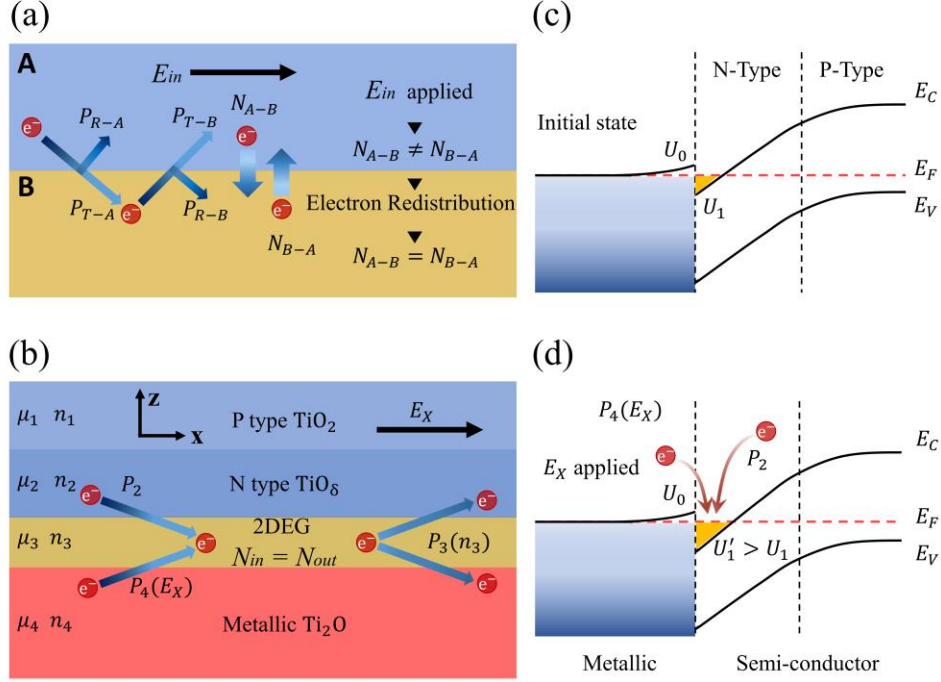 (a)
A
E_in
E_in applied
N_A−B
P_R−A
P_T−B
e−
e−
N_A−B ≠ N_B−A
B
P_T−A
e−
P_R−B
e−
Electron Redistribution
N_B−A
N_A−B = N_B−A
(b)
μ1 n1
z
x
P type TiO2
E_X
μ2 n2
e−
P2
N type TiOδ
e−
2DEG
μ3 n3
e−
N_in = N_out
e−
P3(n3)
e−
P4(E_X)
e−
μ4 n4
Metallic Ti2O
(c)
N-Type
P-Type
E_C
Initial state
U0
E_F
U1
E_V
(d)
P4(E_X)
e−
e−
P2
E_C
E_X applied
U0
E_F
U1′ > U1
E_V
Metallic
Semi-conductor